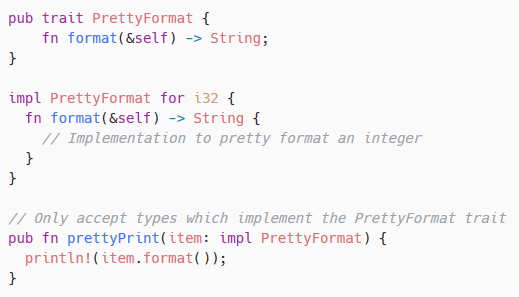 pub trait PrettyFormat {
    fn format(&self) -> String;
}

impl PrettyFormat for i32 {
  fn format(&self) -> String {
    // Implementation to pretty format an integer
  }
}

// Only accept types which implement the PrettyFormat trait
pub fn prettyPrint(item: impl PrettyFormat) {
  println!(item.format());
}